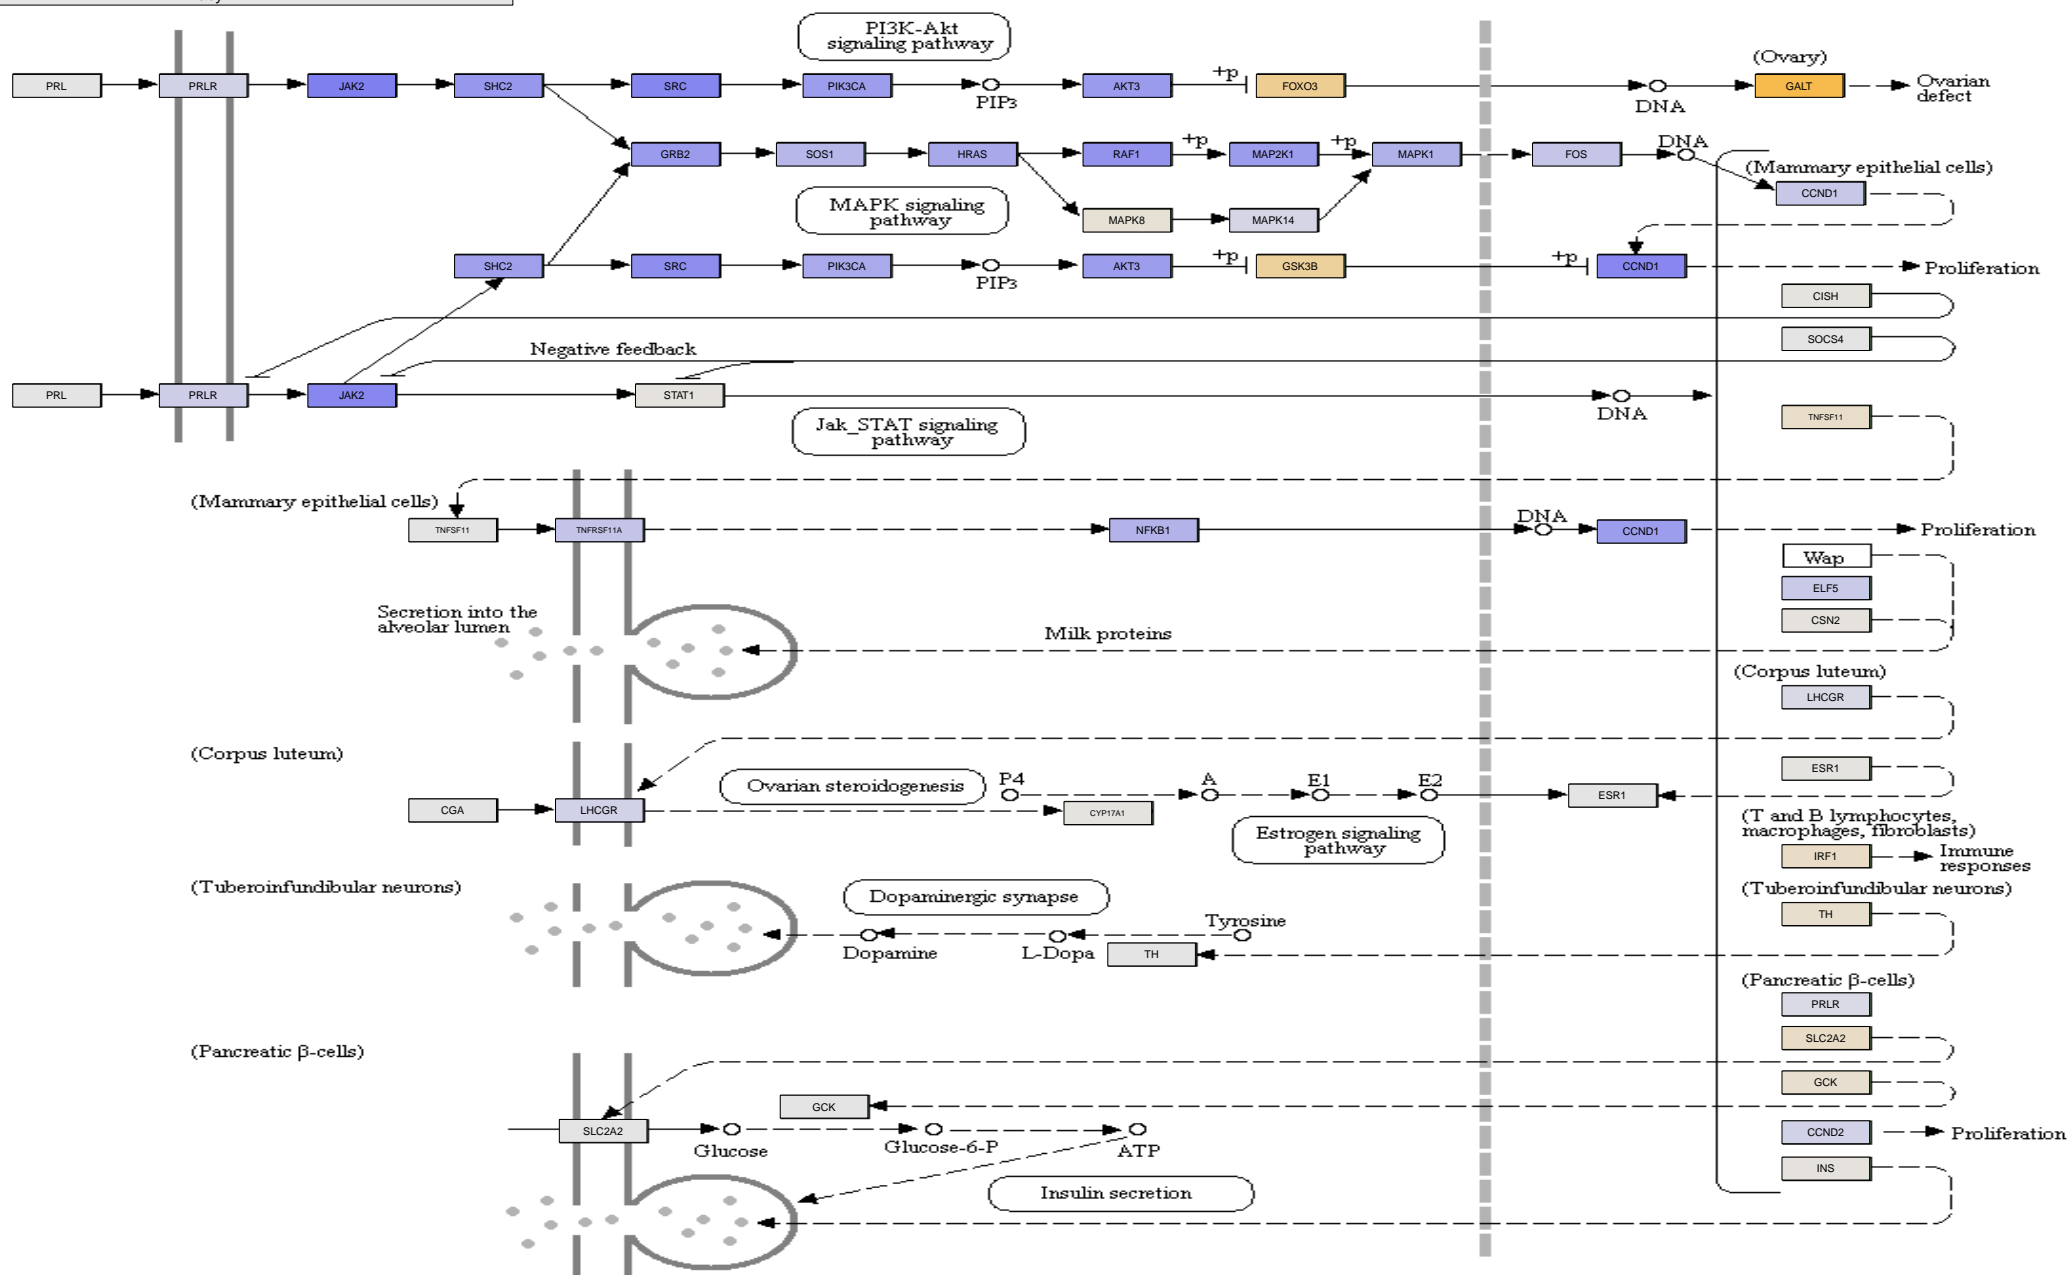 PI3K-Akt
signaling pathway
(Ovary)
PRL
PRLR
JAK2
SHC2
SRC
PIK3CA
PIP3
AKT3
+p
FOXO3
DNA
GALT
Ovarian
defect
GRB2
SOS1
HRAS
RAF1
+p
MAP2K1
+p
MAPK1
FOS
DNA
(Mammary epithelial cells)
CCND1
MAPK signaling
pathway
MAPK8
MAPK14
SHC2
SRC
PIK3CA
PIP3
AKT3
+p
GSK3B
+p
CCND1
Proliferation
CISH
SOCS4
Negative feedback
PRL
PRLR
JAK2
STAT1
DNA
Jak_STAT signaling
pathway
TNFSF11
(Mammary epithelial cells)
TNFSF11
TNFRSF11A
NFKB1
DNA
CCND1
Proliferation
Wap
ELF5
CSN2
Secretion into the
alveolar lumen
Milk proteins
(Corpus luteum)
LHCGR
(Corpus luteum)
CGA
LHCGR
Ovarian steroidogenesis
P4
CYP17A1
A
E1
E2
ESR1
ESR1
Estrogen signaling
pathway
(T and B lymphocytes,
macrophages, fibroblasts)
IRF1
Immune
responses
(Tuberoinfundibular neurons)
(Tuberoinfundibular neurons)
TH
Dopaminergic synapse
Dopamine
L-Dopa
Tyrosine
TH
(Pancreatic β-cells)
PRLR
SLC2A2
(Pancreatic β-cells)
GCK
GCK
SLC2A2
Glucose
Glucose-6-P
ATP
CCND2
Proliferation
INS
Insulin secretion